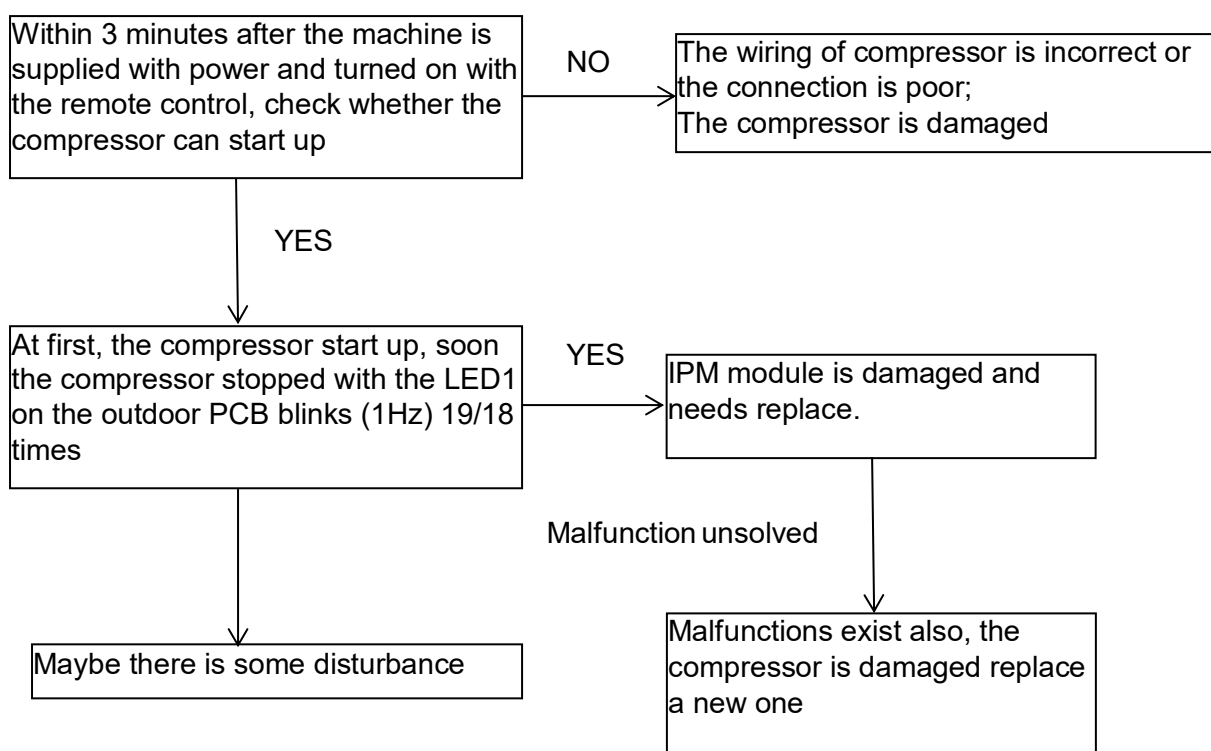 Within 3 minutes after the machine is
supplied with power and turned on with
the remote control, check whether the
compressor can start up
NO
The wiring of compressor is incorrect or
the connection is poor;
The compressor is damaged
YES
At first, the compressor start up, soon
the compressor stopped with the LED1
on the outdoor PCB blinks (1Hz) 19/18
times
YES
IPM module is damaged and
needs replace.
Malfunction unsolved
Maybe there is some disturbance
Malfunctions exist also, the
compressor is damaged replace
a new one